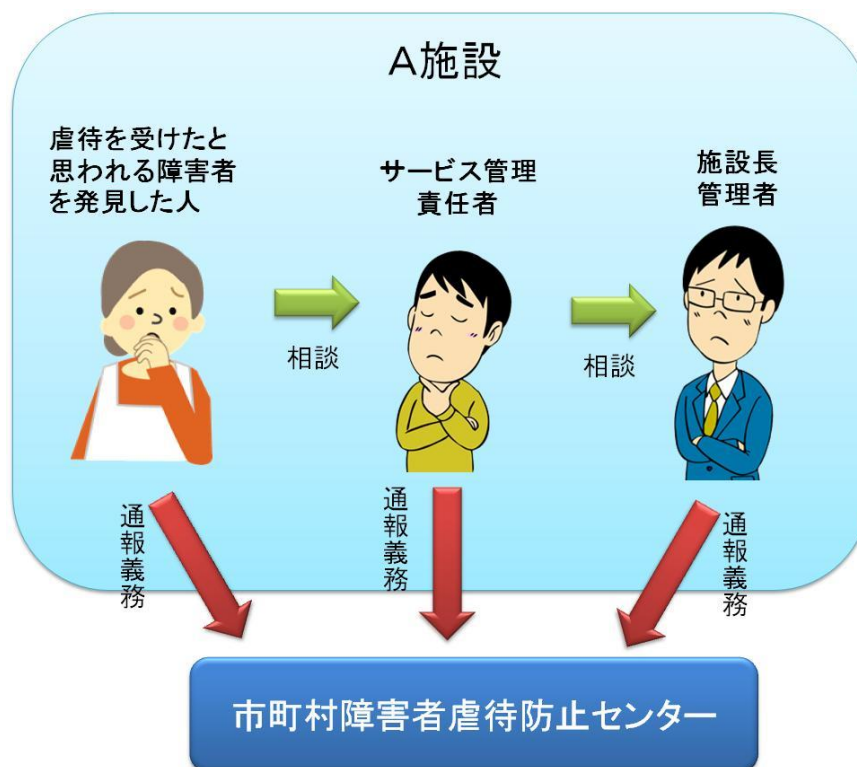 A施設
虐待を受けたと
思われる障害者
を発見した人
サービス管理
責任者
施設長
管理者
相談
相談
通報義務
通報義務
通報義務
市町村障害者虐待防止センター